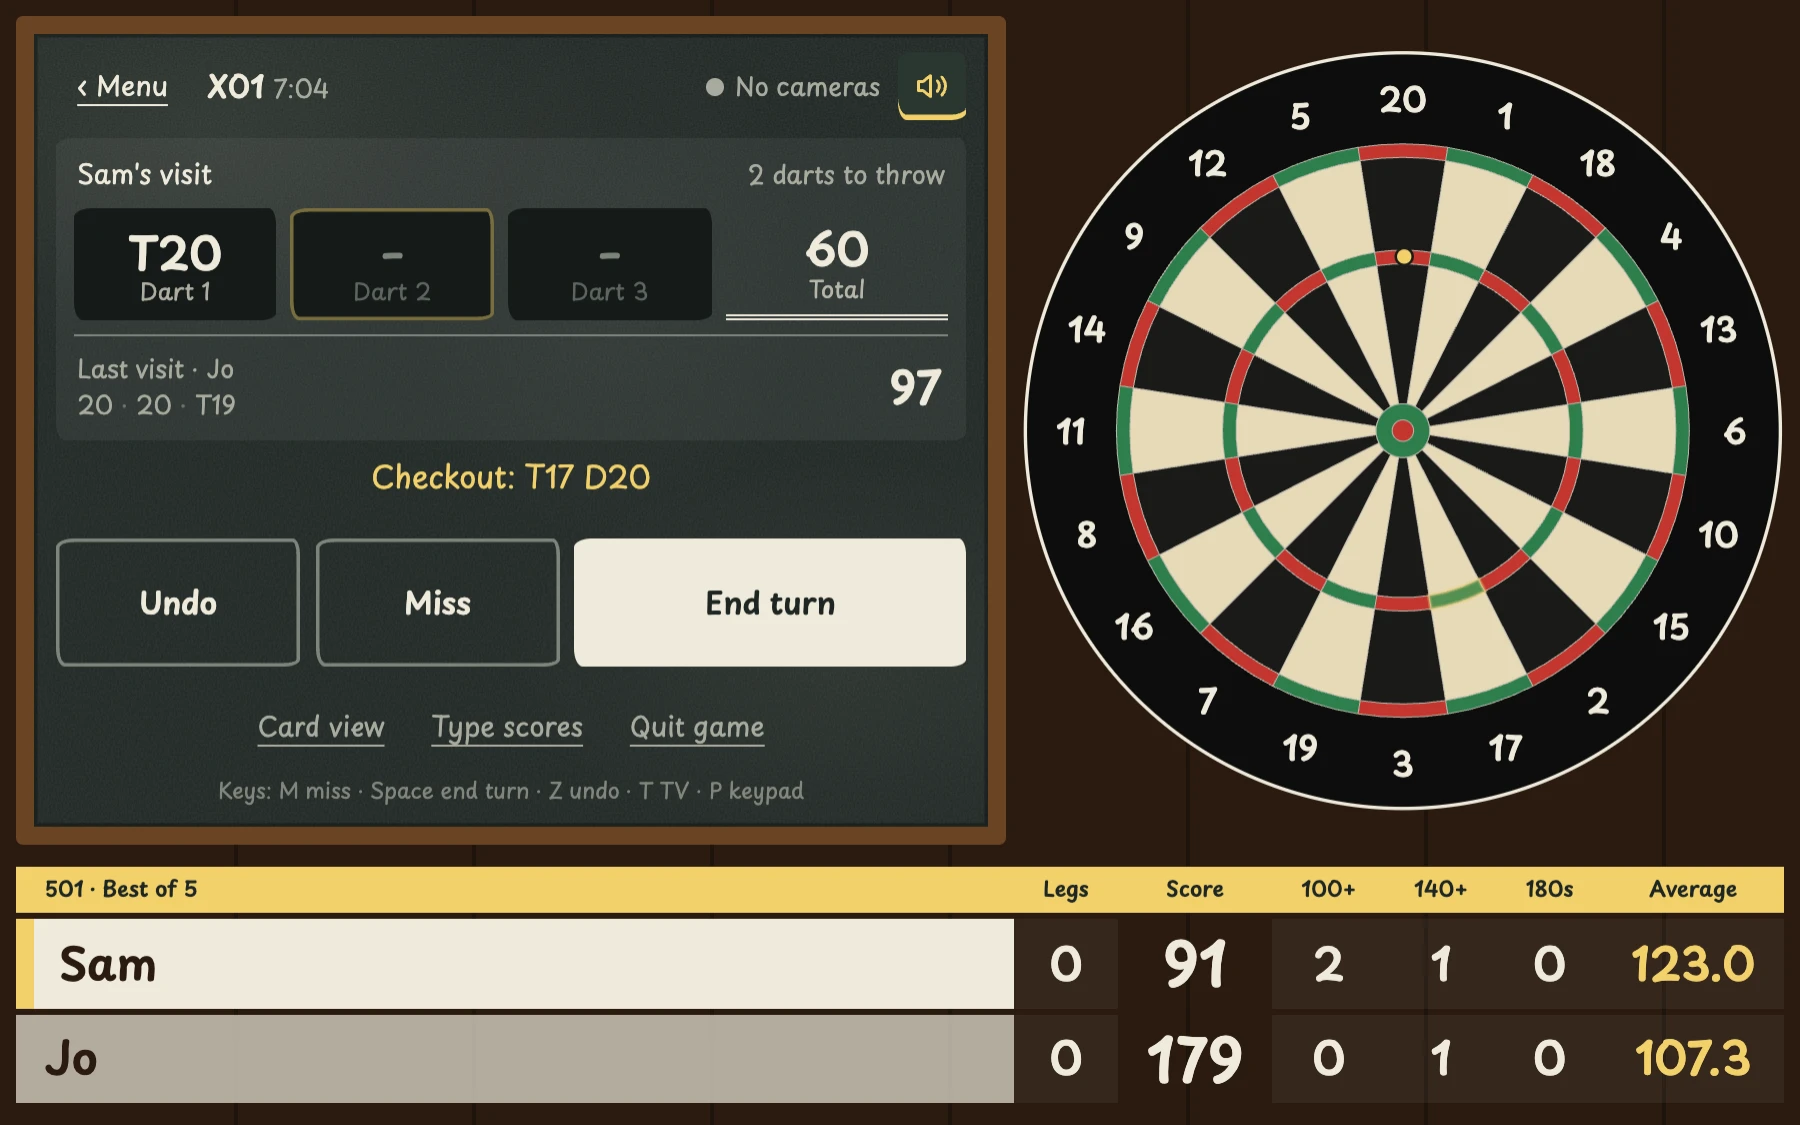 ‹ Menu X01 7:04 No cameras
Sam's visit 2 darts to throw
T20 – – 60
Dart 1 Dart 2 Dart 3 Total
Last visit · Jo
20 · 20 · T19 97
Checkout: T17 D20
Undo Miss End turn
Card view Type scores Quit game
Keys: M miss · Space end turn · Z undo · T TV · P keypad
20
1
18
4
13
6
10
15
2
17
3
19
7
16
8
11
14
9
12
5
501 · Best of 5 Legs Score 100+ 140+ 180s Average
Sam 0 91 2 1 0 123.0
Jo 0 179 0 1 0 107.3